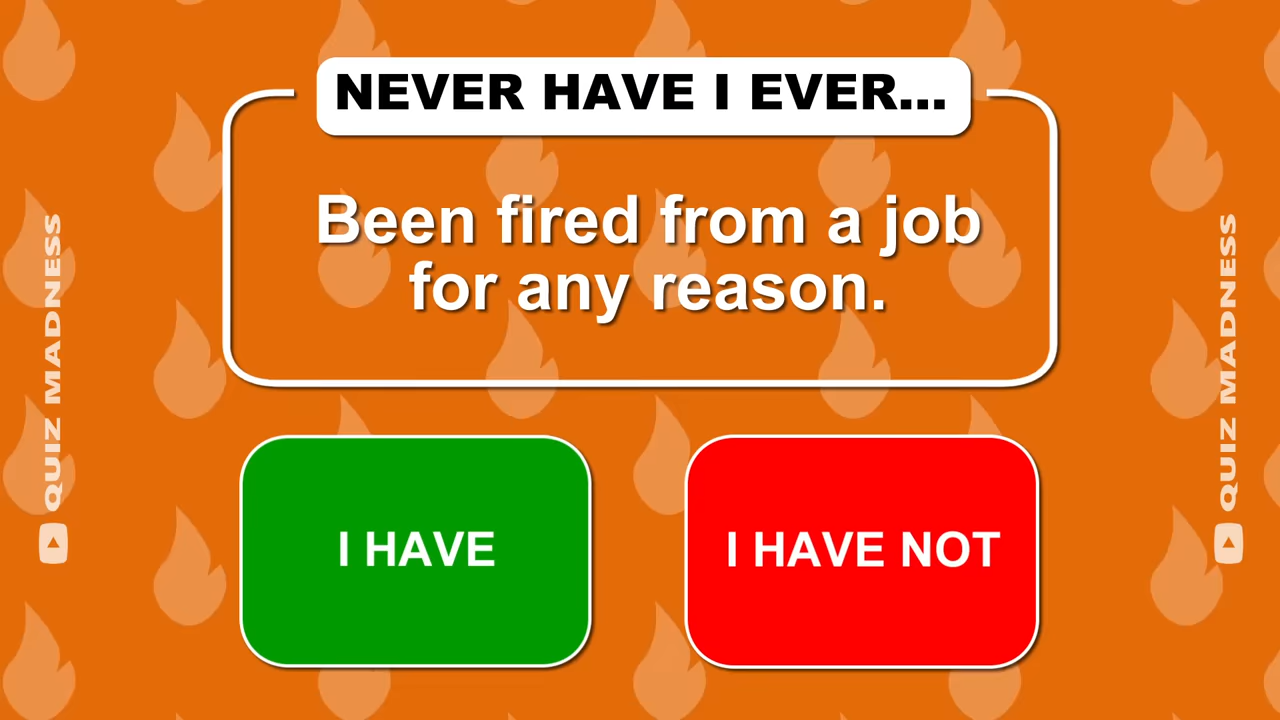 NEVER HAVE I EVER...
Been fired from a job
for any reason.
I HAVE
I HAVE NOT
QUIZ MADNESS
QUIZ MADNESS